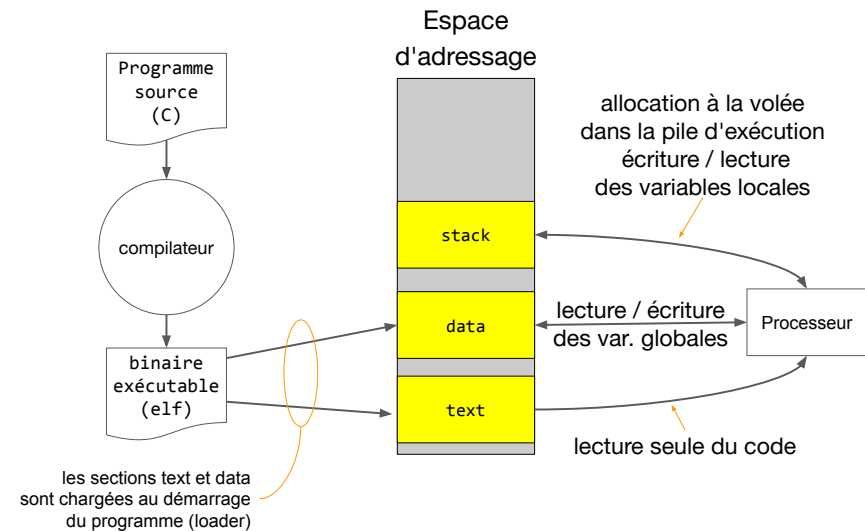 Espace
d'adressage
Programme
source
(C)
compilateur
binaire
exécutable
(elf)
les sections text et data
sont chargées au démarrage
du programme (loader)
stack
data
text
allocation à la volée
dans la pile d'exécution
écriture / lecture
des variables locales
lecture / écriture
des var. globales
Processeur
lecture seule du code